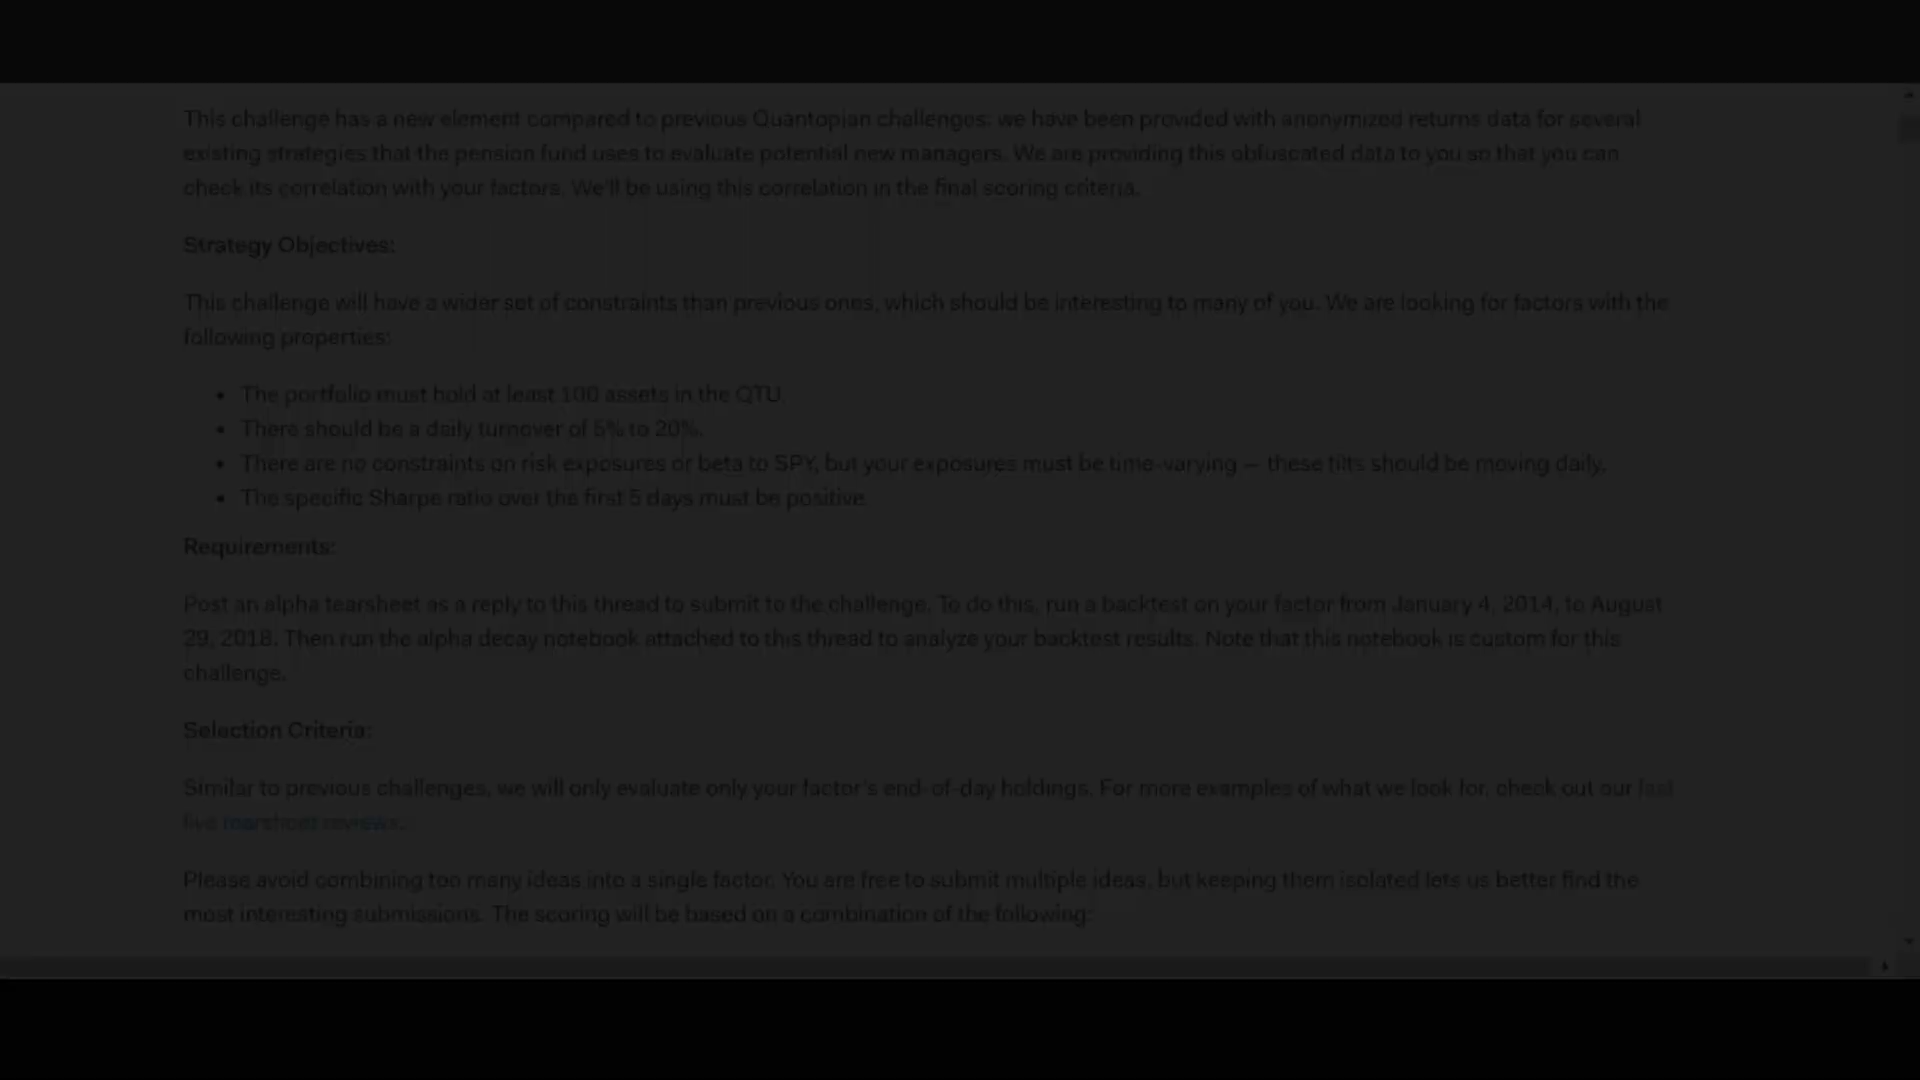 This challenge has a new element compared to previous Quantopian challenges: we have been provided with anonymized returns data for several
existing strategies that the pension fund uses to evaluate potential new managers. We are providing this obfuscated data to you so that you can
check its correlation with your factors. We'll be using this correlation in the final scoring criteria.
Strategy Objectives:
This challenge will have a wider set of constraints than previous ones, which should be interesting to many of you. We are looking for factors with the
following properties:
• The portfolio must hold at least 100 assets in the QTU.
• There should be a daily turnover of 5% to 20%.
• There are no constraints on risk exposures or beta to SPY, but your exposures must be time-varying — these tilts should be moving daily.
• The specific Sharpe ratio over the first 5 days must be positive.
Requirements:
Post an alpha tearsheet as a reply to this thread to submit to the challenge. To do this, run a backtest on your factor from January 4, 2014, to August
29, 2018. Then run the alpha decay notebook attached to this thread to analyze your backtest results. Note that this notebook is custom for this
challenge.
Selection Criteria:
Similar to previous challenges, we will only evaluate only your factor's end-of-day holdings. For more examples of what we look for, check out our last
live tearsheet reviews.
Please avoid combining too many ideas into a single factor. You are free to submit multiple ideas, but keeping them isolated lets us better find the
most interesting submissions. The scoring will be based on a combination of the following: